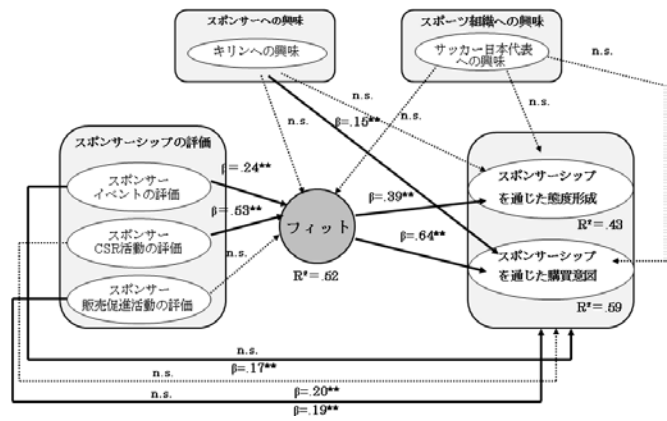 スポンサーへの興味
キリンへの興味
スポーツ組織への興味
サッカー日本代表
への興味
n.s.
n.s.
n.s.
β=.15**
n.s.
n.s.
スポンサーシップの評価
スポンサー
イベントの評価
スポンサー
CSR活動の評価
スポンサー
販売促進活動の評価
β=.24**
β=.53**
n.s.
フィット
R²=.52
β=.39**
β=.64**
スポンサーシップ
を通じた態度形成
R²=.43
スポンサーシップ
を通じた購買意図
R²=.59
n.s.
β=.17**
n.s.
n.s.
β=.20**
β=.19**